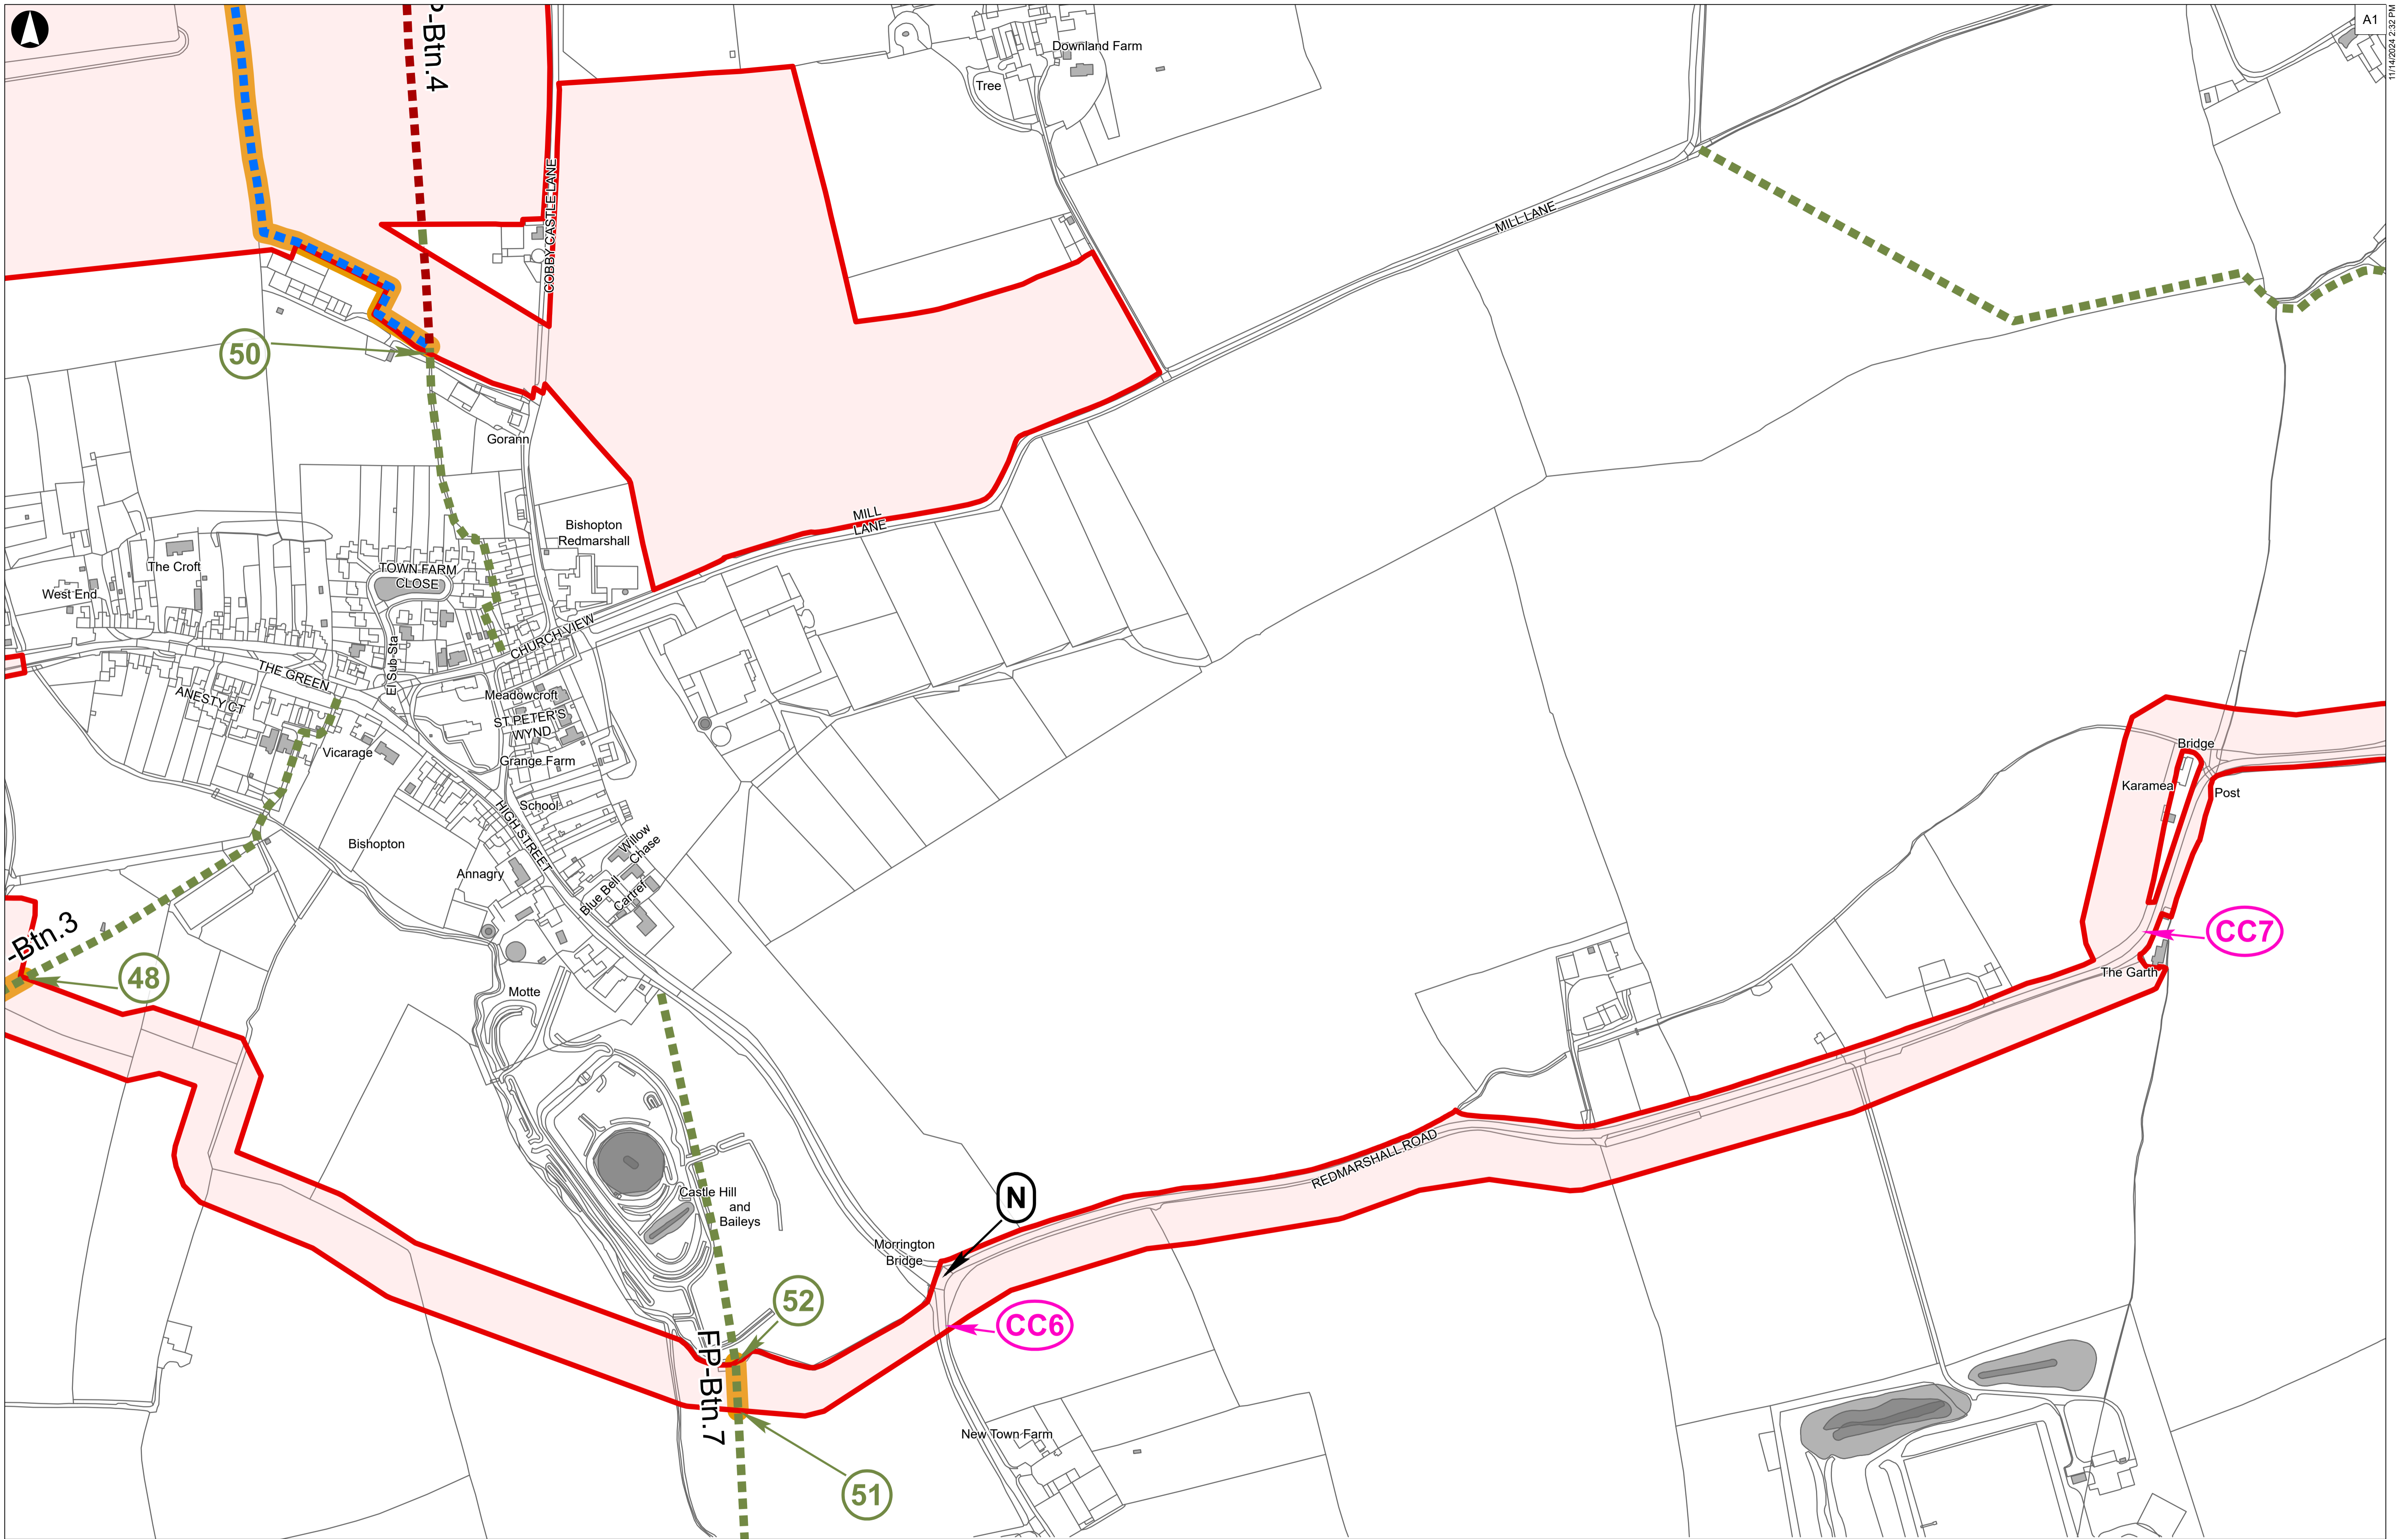 A1
11/14/2024 2:32 PM
P-Btn.4
Downland Farm
Tree
COBBY CASTLE LANE
MILL LANE
50
Gorann
MILL
LANE
Bishopton
Redmarshall
The Croft
TOWN FARM
CLOSE
West End
CHURCH VIEW
El Sub Sta
THE GREEN
ANESTY CT
Meadowcroft
ST PETER'S
WYND
Vicarage
Grange Farm
Bridge
Karamea
Post
School
HIGH STREET
Willow
Chase
Bishopton
Annagry
Blue Bell
Cartref
-Btn.3
48
CC7
The Garth
Motte
REDMARSHALL ROAD
Castle Hill
and
Baileys
N
Morrington
Bridge
52
CC6
FP-Btn.7
New Town Farm
51